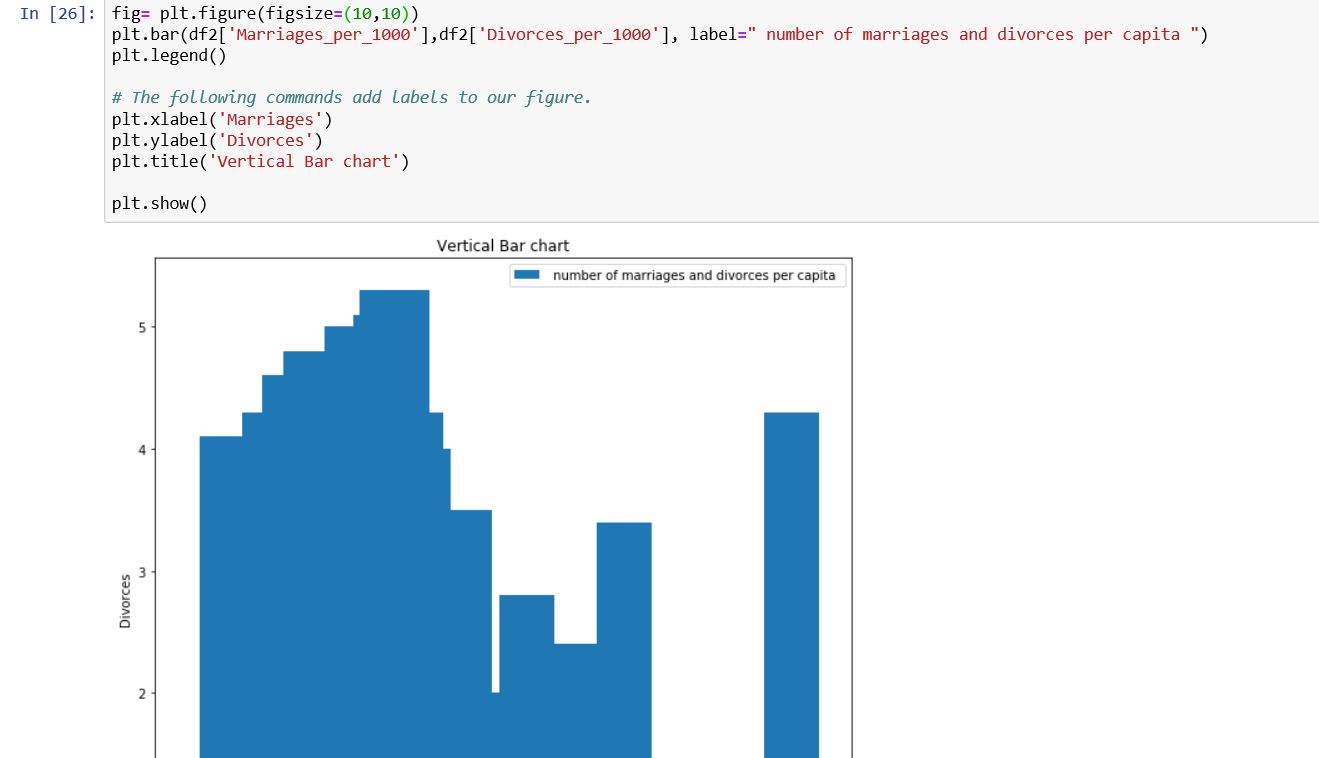 In [26]: fig= plt.figure(figsize=(10,10))
plt.bar(df2['Marriages_per_1000'],df2['Divorces_per_1000'], label=" number of marriages and divorces per capita ")
plt.legend()
# The following commands add labels to our figure.
plt.xlabel('Marriages')
plt.ylabel('Divorces')
plt.title('Vertical Bar chart')
plt.show()
Vertical Bar chart
number of marriages and divorces per capita
5
4
3
Divorces
2